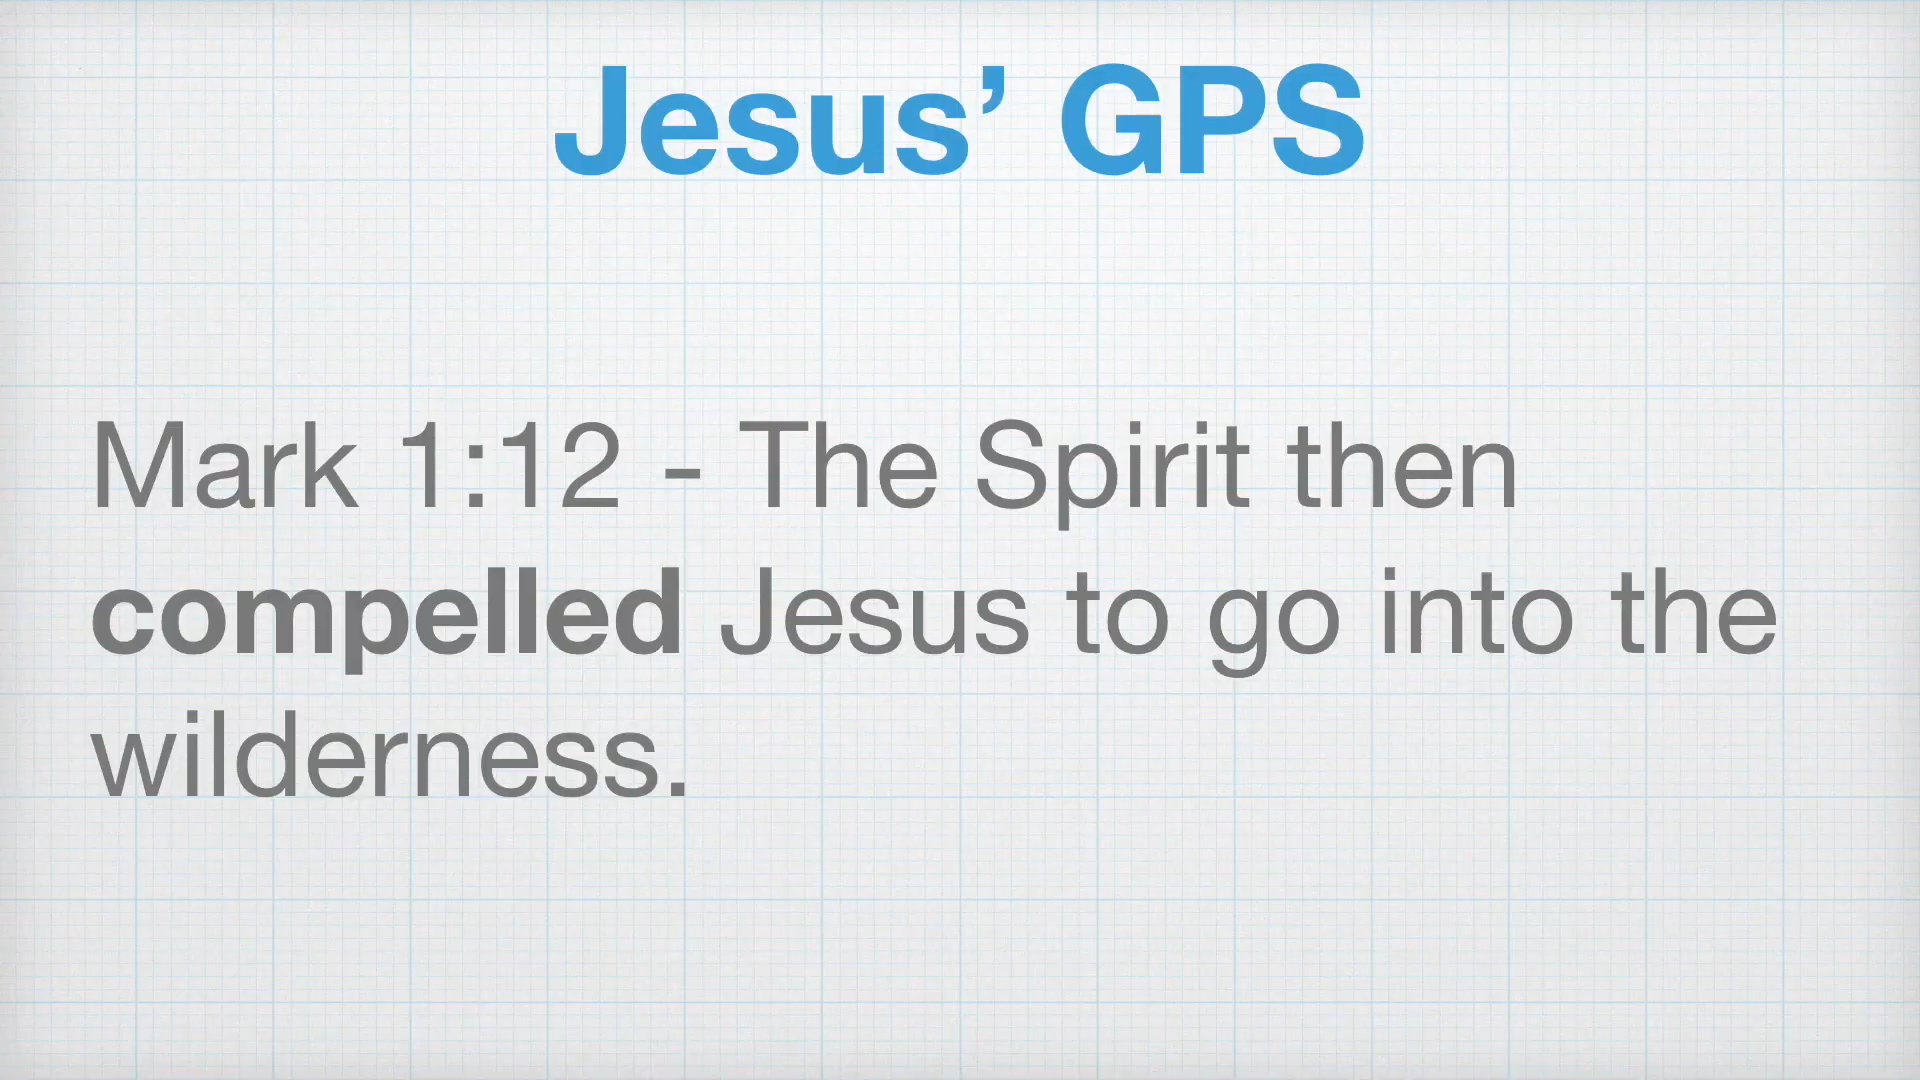 Jesus’ GPS
Mark 1:12 - The Spirit then
compelled Jesus to go into the
wilderness.